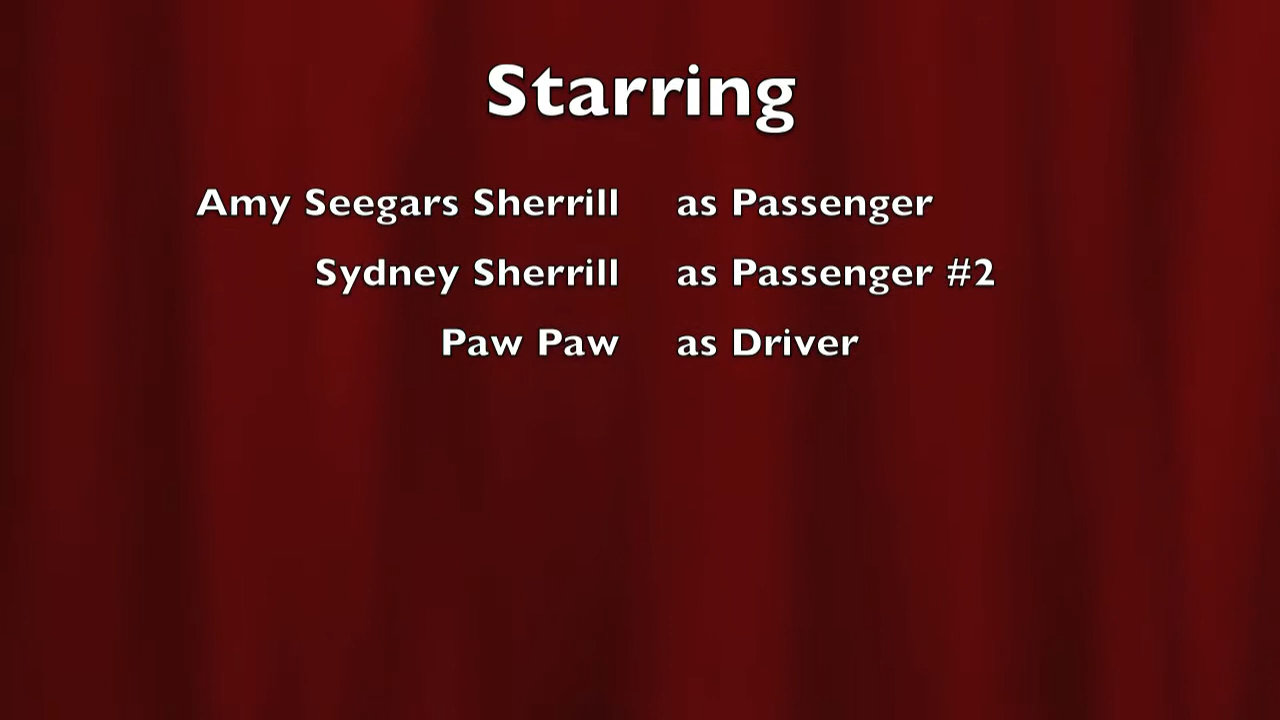 Starring
Amy Seegars Sherrill as Passenger
Sydney Sherrill as Passenger #2
Paw Paw as Driver